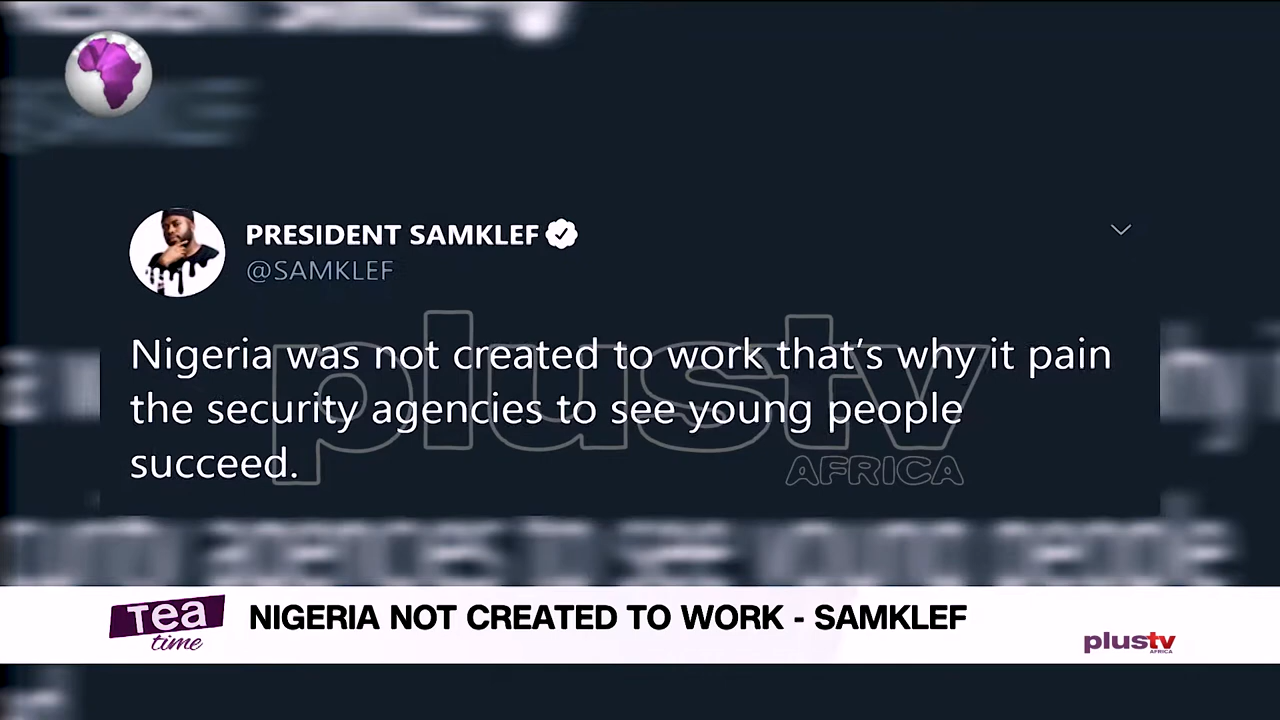 PRESIDENT SAMKLEF
@SAMKLEF
Nigeria was not created to work that's why it pain
the security agencies to see young people
succeed.
plustv
AFRICA
Tea
time
NIGERIA NOT CREATED TO WORK - SAMKLEF
plustv
AFRICA